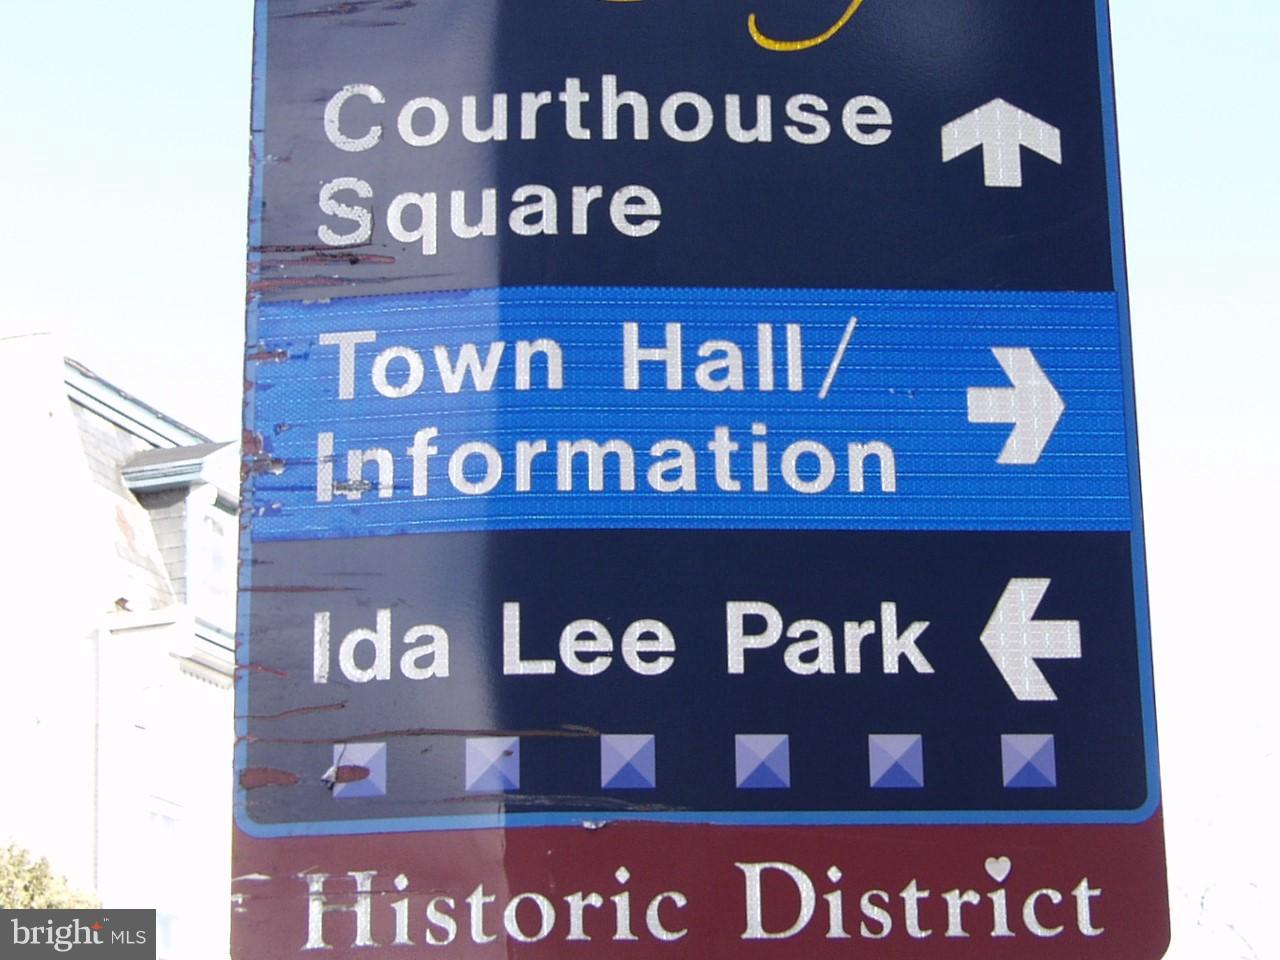 Courthouse
Square
Town Hall/
Information
Ida Lee Park
Historic District
bright MLS